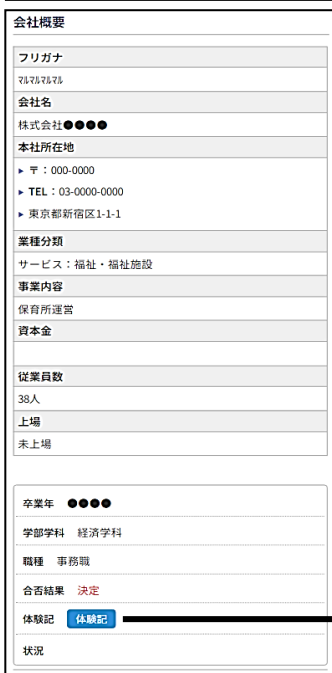 会社概要
フリガナ
ﾏﾙﾏﾙﾏﾙﾏﾙ
会社名
株式会社●●●●
本社所在地
▸ 〒：000-0000
▸ TEL：03-0000-0000
▸ 東京都新宿区1-1-1
業種分類
サービス：福祉・福祉施設
事業内容
保育所運営
資本金
従業員数
38人
上場
未上場
卒業年 ●●●●
学部学科 経済学科
職種 事務職
合否結果 決定
体験記 体験記
状況